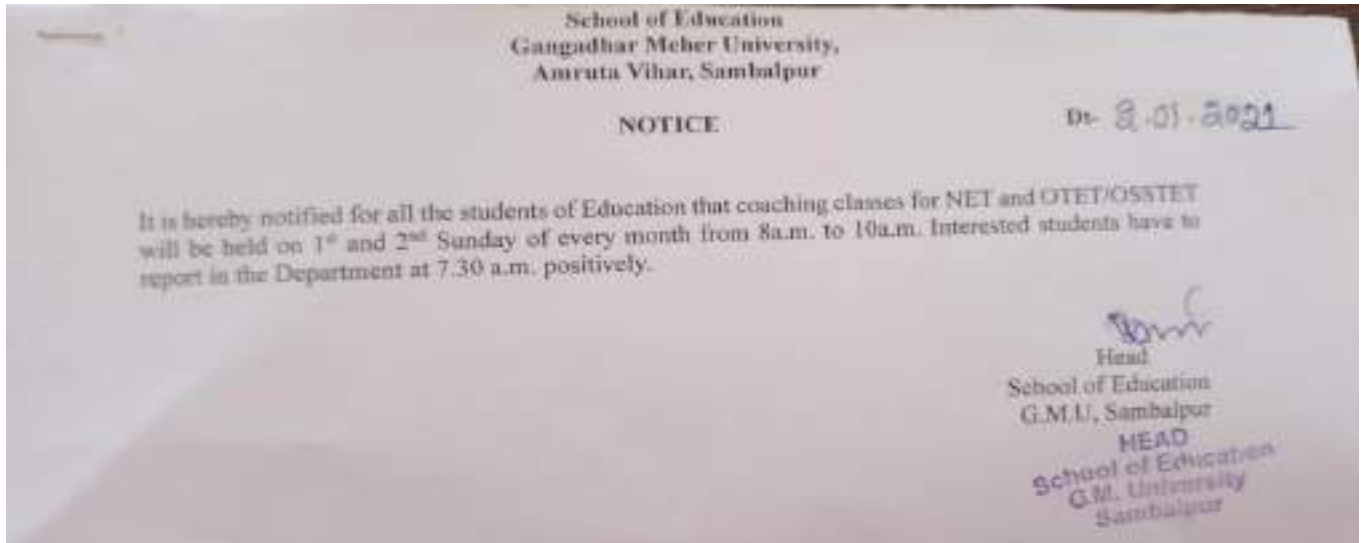 School of Education
Gangadhar Meher University,
Amruta Vihar, Sambalpur
NOTICE
Dt- 2.01.2021
It is hereby notified for all the students of Education that coaching classes for NET and OTET/OSSTET
will be held on 1st and 2nd Sunday of every month from 8a.m. to 10a.m. Interested students have to
report in the Department at 7.30 a.m. positively.
Head
School of Education
G.M.U, Sambalpur
HEAD
School of Education
G.M. University
Sambalpur